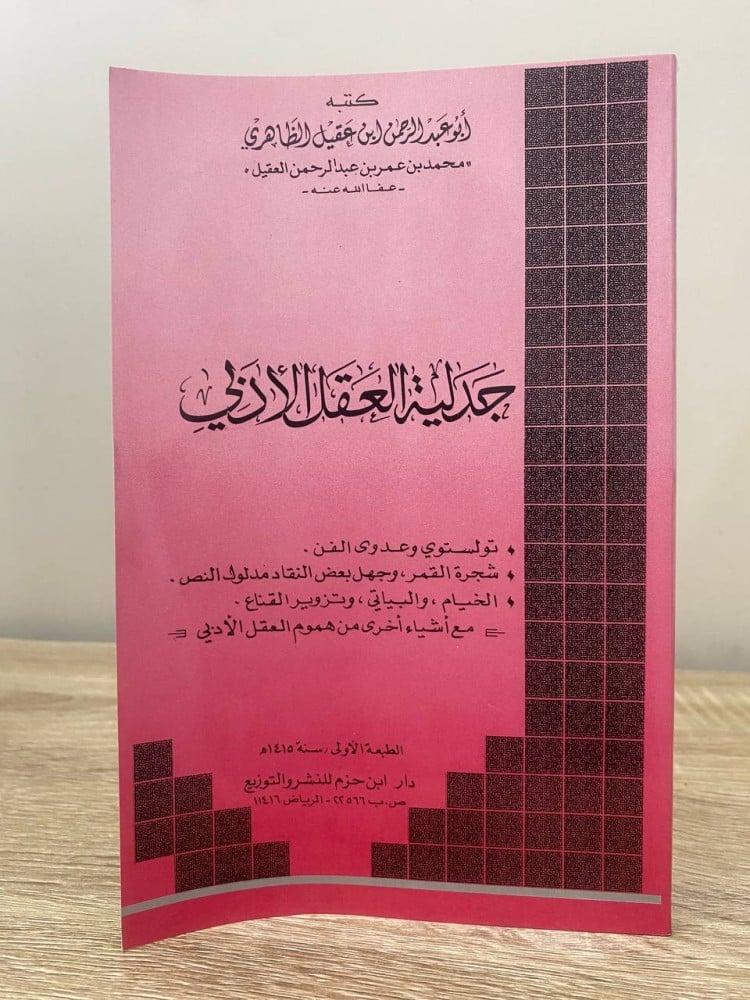 كتبه
أبو عبد الرحمن ابن عقيل الظاهري
"محمد بن عمر بن عبد الرحمن العقيل"
- عفا الله عنه -
جدلية العقل الأدبي
♦ تولستوي وعدوى الفن .
♦ شجرة القمر، وجهل بعض النقاد مدلول النص .
♦ الخيام ، والبياتي ، وتزوير القناع .
مع أشياء أخرى من هموم العقل الأدبي
الطبعة الأولى / سنة ١٤١٥هـ
دار ابن حزم للنشر والتوزيع
ص.ب ٢٢٥٦٦ - الرياض ١١٤١٦